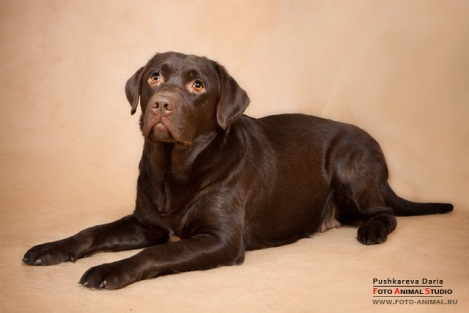 Pushkareva Daria
Foto Animal Studio
www.foto-animal.ru